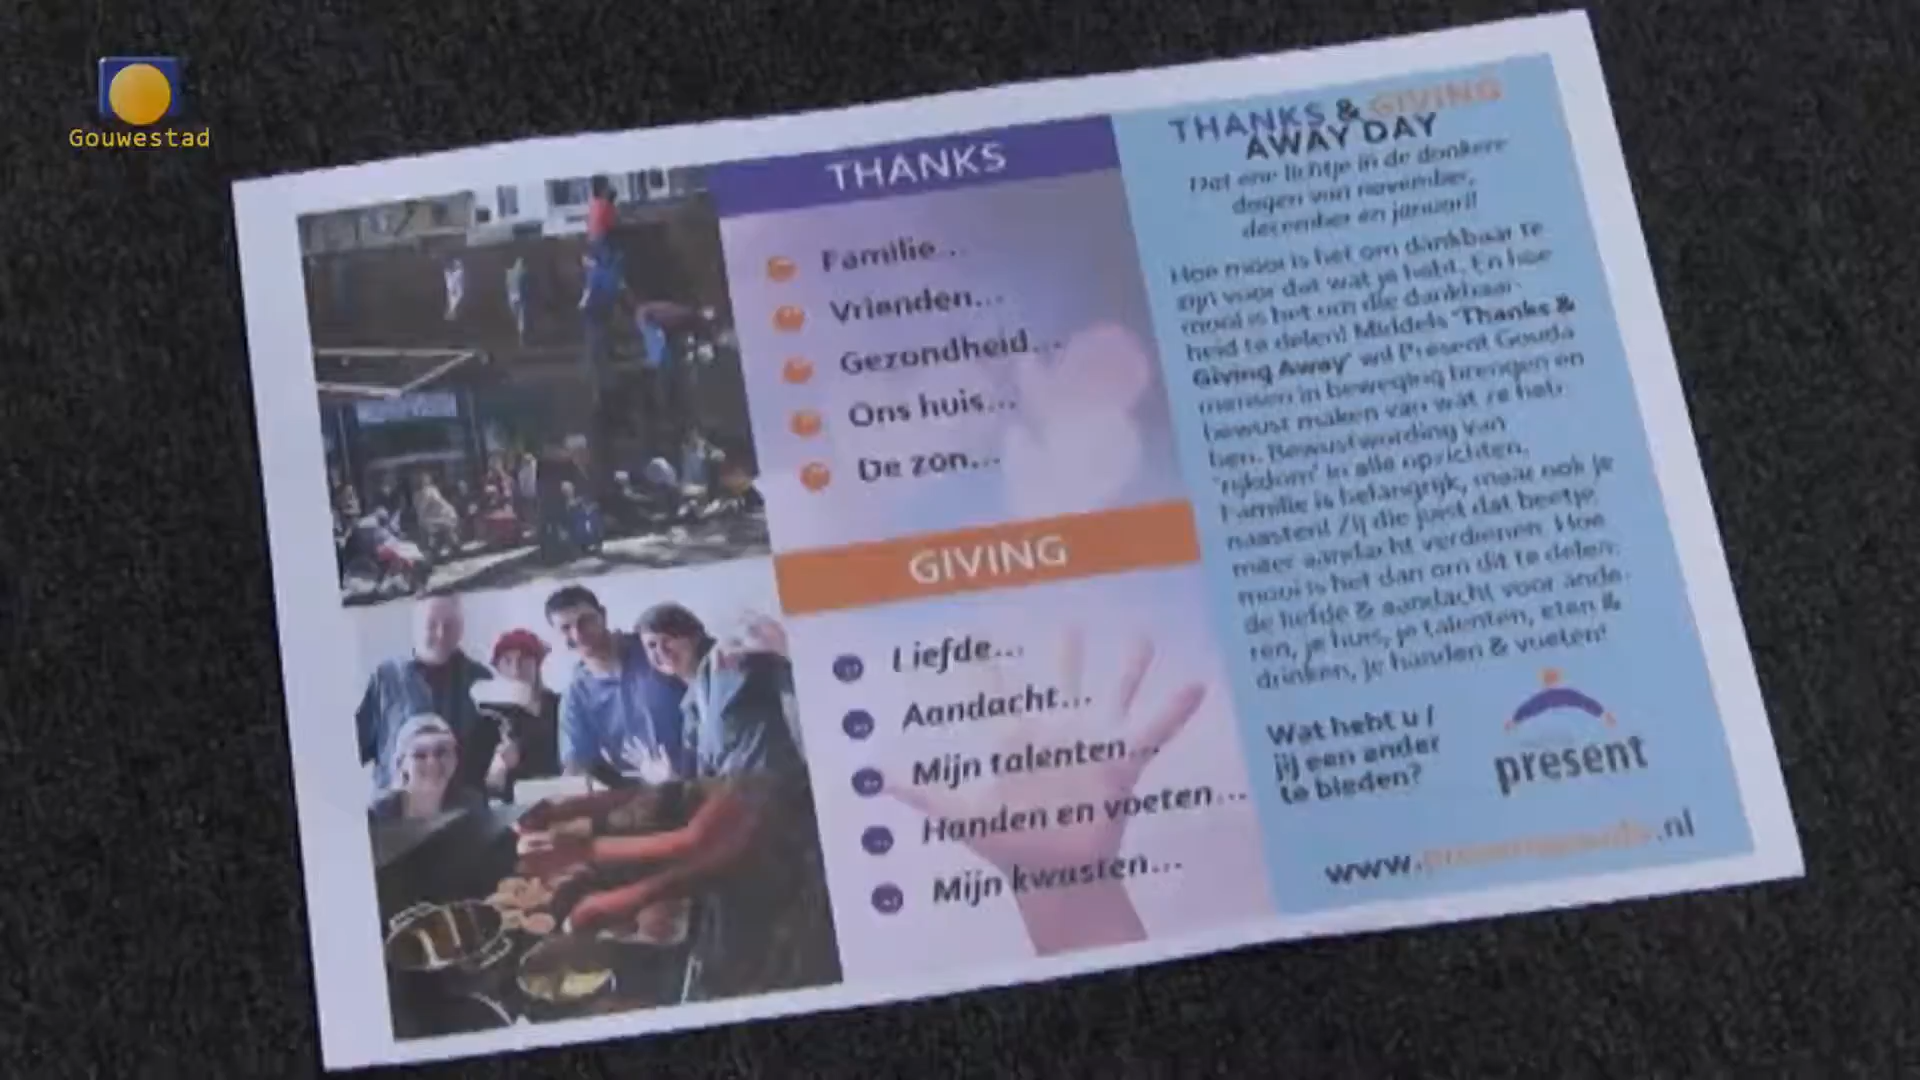 Gouwestad
THANKS
Familie...
Vrienden...
Gezondheid...
Ons huis...
De zon...
GIVING
Liefde...
Aandacht...
Mijn talenten...
Handen en voeten...
Mijn kwasten...
THANKS & GIVING
AWAY DAY
Dat ene lichtje in de donkere
dagen van november,
december en januari!
Hoe mooi is het om dankbaar te
zijn voor dat wat je hebt. En hoe
mooi is het om die dankbaar-
heid te delen! Middels 'Thanks &
Giving Away' wil Present Gouda
mensen in beweging brengen en
bewust maken van wat ze heb-
ben. Bewustwording van
'rijkdom' in alle opzichten.
Familie is belangrijk, maar ook je
naasten! Zij die juist dat beetje
meer aandacht verdienen. Hoe
mooi is het dan om dit te delen:
de liefde & aandacht voor ande-
ren, je huis, je talenten, eten &
drinken, je handen & voeten!
Wat hebt u /
jij een ander
te bieden?
present
www.presentgouda.nl